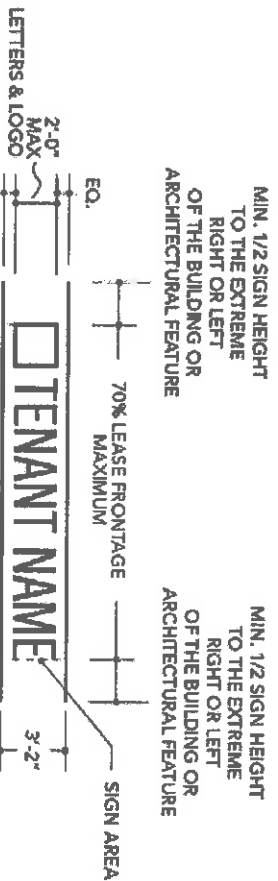 MIN. 1/2 SIGN HEIGHT
TO THE EXTREME
RIGHT OR LEFT
OF THE BUILDING OR
ARCHITECTURAL FEATURE
MIN. 1/2 SIGN HEIGHT
TO THE EXTREME
RIGHT OR LEFT
OF THE BUILDING OR
ARCHITECTURAL FEATURE
70% LEASE FRONTAGE
MAXIMUM
SIGN AREA
EQ.
2'-0"
MAX
LETTERS & LOGO
TENANT NAME
3'-2"